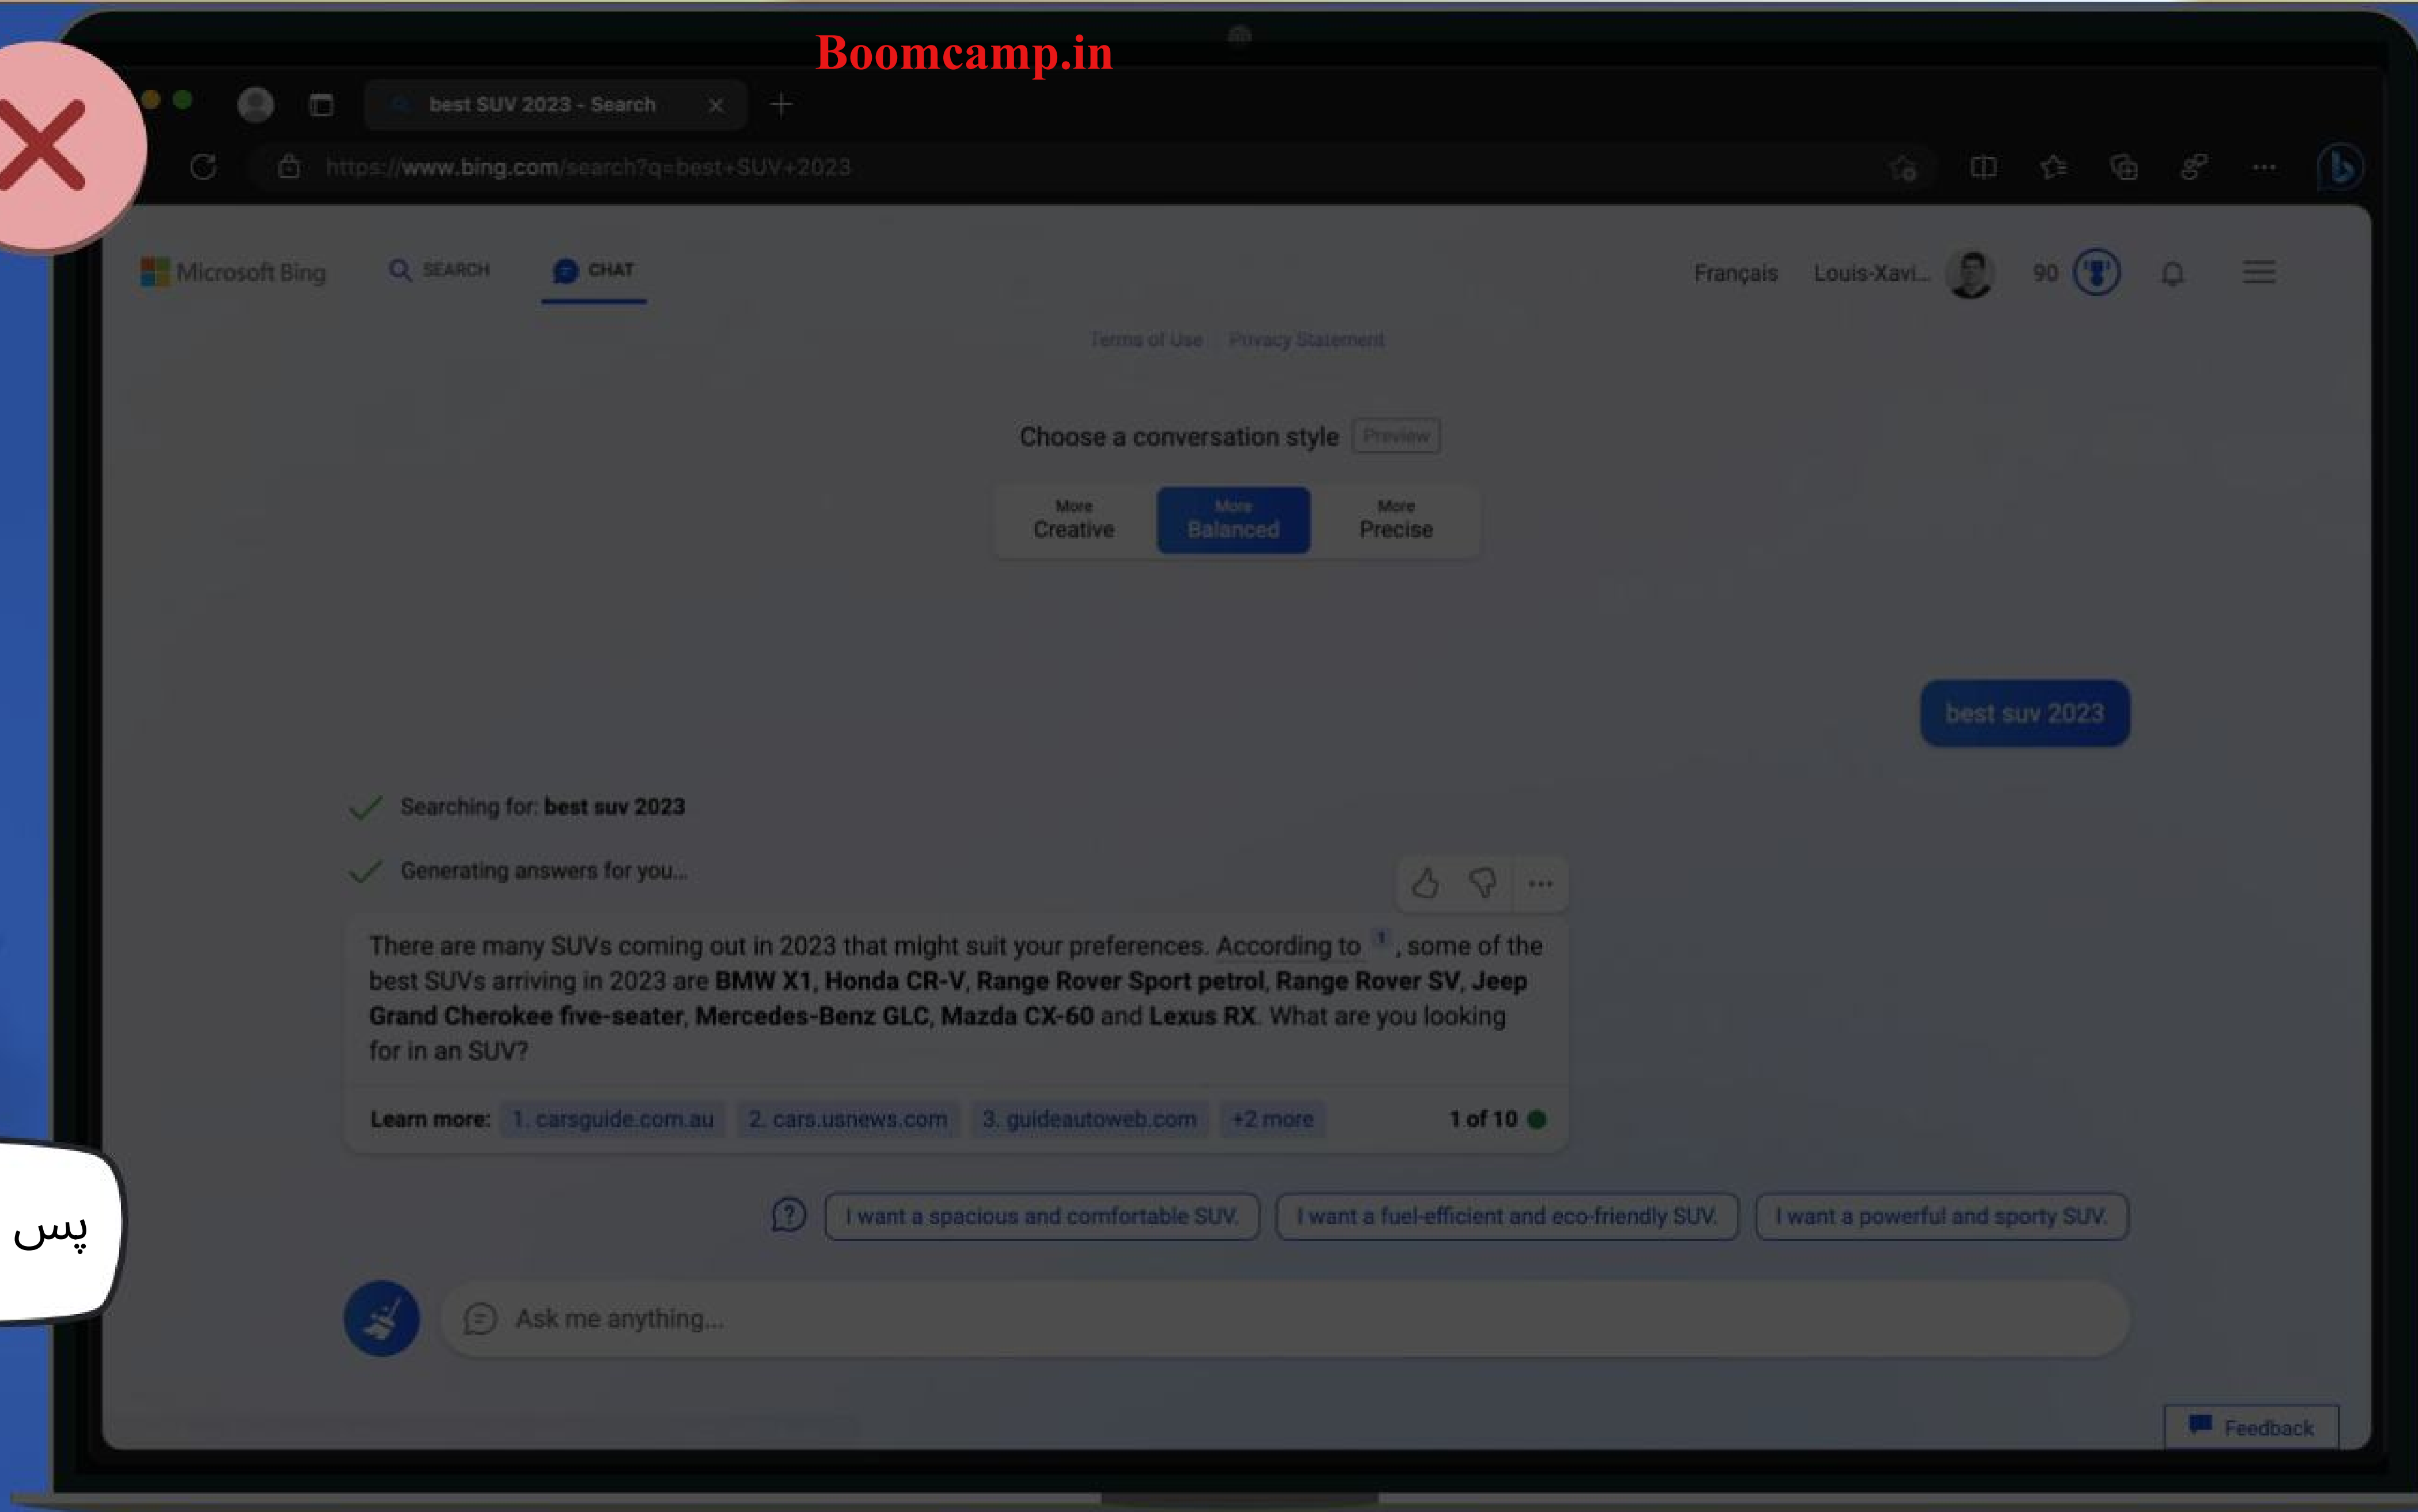 Boomcamp.in
best SUV 2023 - Search
https://www.bing.com/search?q=best+SUV+2023
Microsoft Bing
SEARCH
CHAT
Français
Louis-Xavi...
90
Terms of Use
Privacy Statement
Choose a conversation style
Preview
More
Creative
More
Balanced
More
Precise
best suv 2023
Searching for: best suv 2023
Generating answers for you...
There are many SUVs coming out in 2023 that might suit your preferences. According to 1, some of the
best SUVs arriving in 2023 are BMW X1, Honda CR-V, Range Rover Sport petrol, Range Rover SV, Jeep
Grand Cherokee five-seater, Mercedes-Benz GLC, Mazda CX-60 and Lexus RX. What are you looking
for in an SUV?
Learn more: 1. carsguide.com.au 2. cars.usnews.com 3. guideautoweb.com +2 more 1 of 10
پس
I want a spacious and comfortable SUV.
I want a fuel-efficient and eco-friendly SUV.
I want a powerful and sporty SUV.
Ask me anything...
Feedback